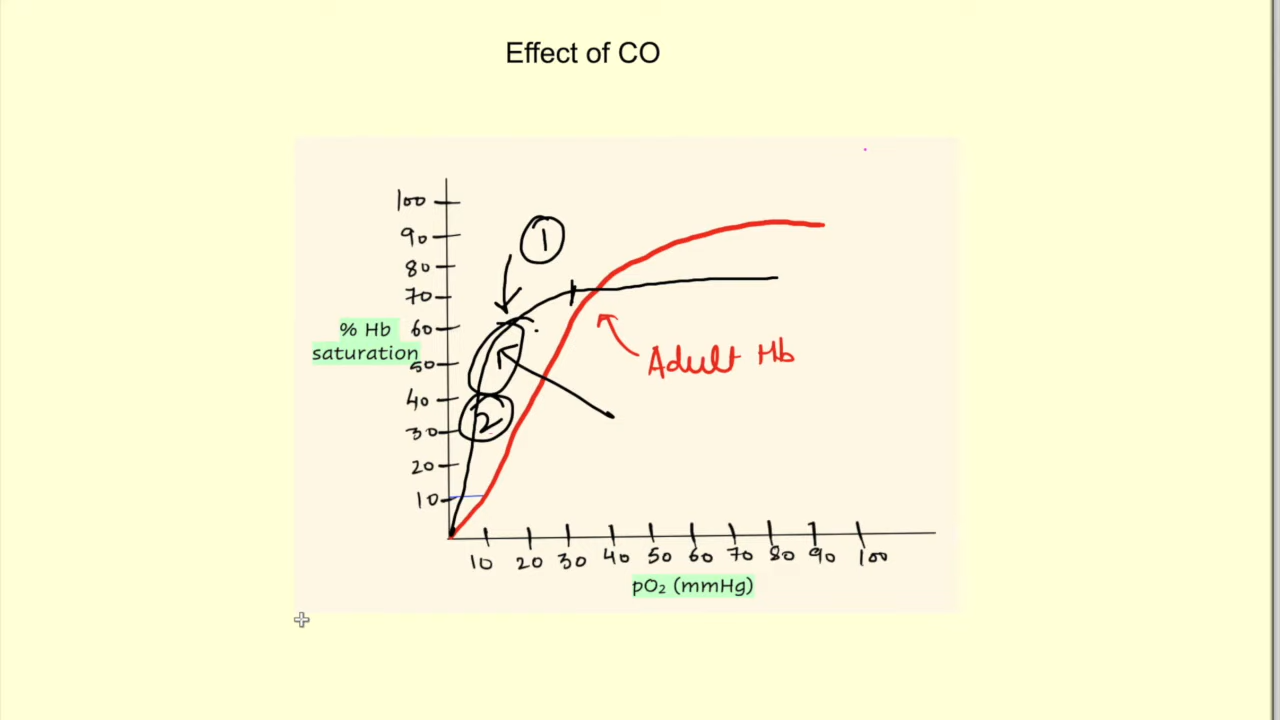 Effect of CO
100
90
80
70
60
50
40
30
20
10
% Hb
saturation
1
2
Adult Hb
10 20 30 40 50 60 70 80 90 100
pO₂ (mmHg)